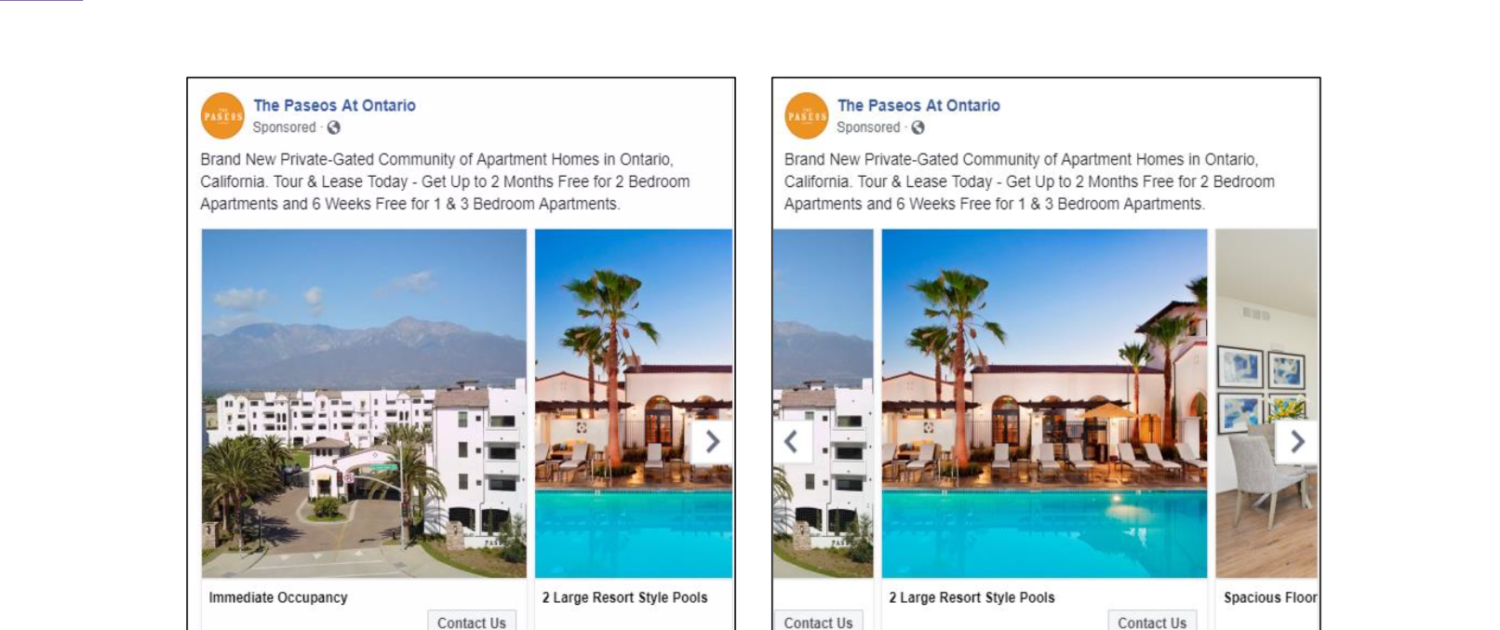 The Paseos At Ontario
THE
PASEOS
Sponsored ·
Brand New Private-Gated Community of Apartment Homes in Ontario,
California. Tour & Lease Today - Get Up to 2 Months Free for 2 Bedroom
Apartments and 6 Weeks Free for 1 & 3 Bedroom Apartments.
Immediate Occupancy
Contact Us
2 Large Resort Style Pools
The Paseos At Ontario
THE
PASEOS
Sponsored ·
Brand New Private-Gated Community of Apartment Homes in Ontario,
California. Tour & Lease Today - Get Up to 2 Months Free for 2 Bedroom
Apartments and 6 Weeks Free for 1 & 3 Bedroom Apartments.
Contact Us
2 Large Resort Style Pools
Contact Us
Spacious Floor